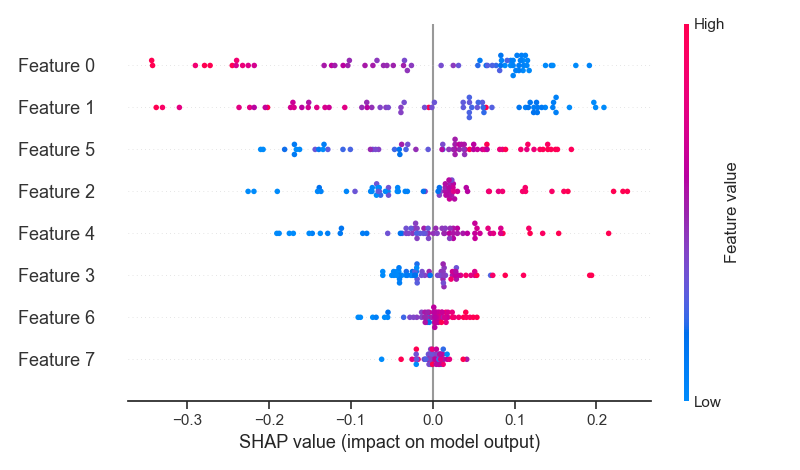 High
Feature 0
Feature 1
Feature 5
Feature 2
Feature 4
Feature 3
Feature 6
Feature 7
Feature value
Low
−0.3
−0.2
−0.1
0.0
0.1
0.2
SHAP value (impact on model output)